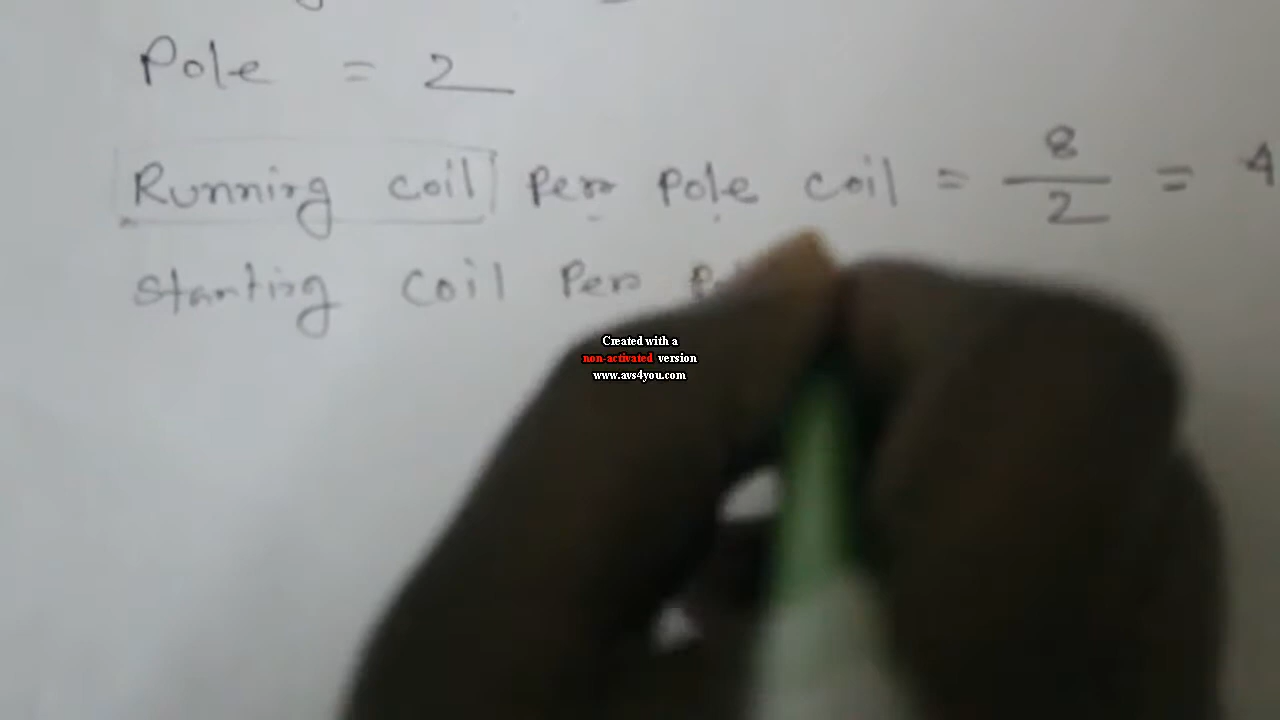 Pole = 2
Running coil Per Pole coil = 8/2 = 4
Starting coil Per
Created with a
non-activated version
www.avs4you.com